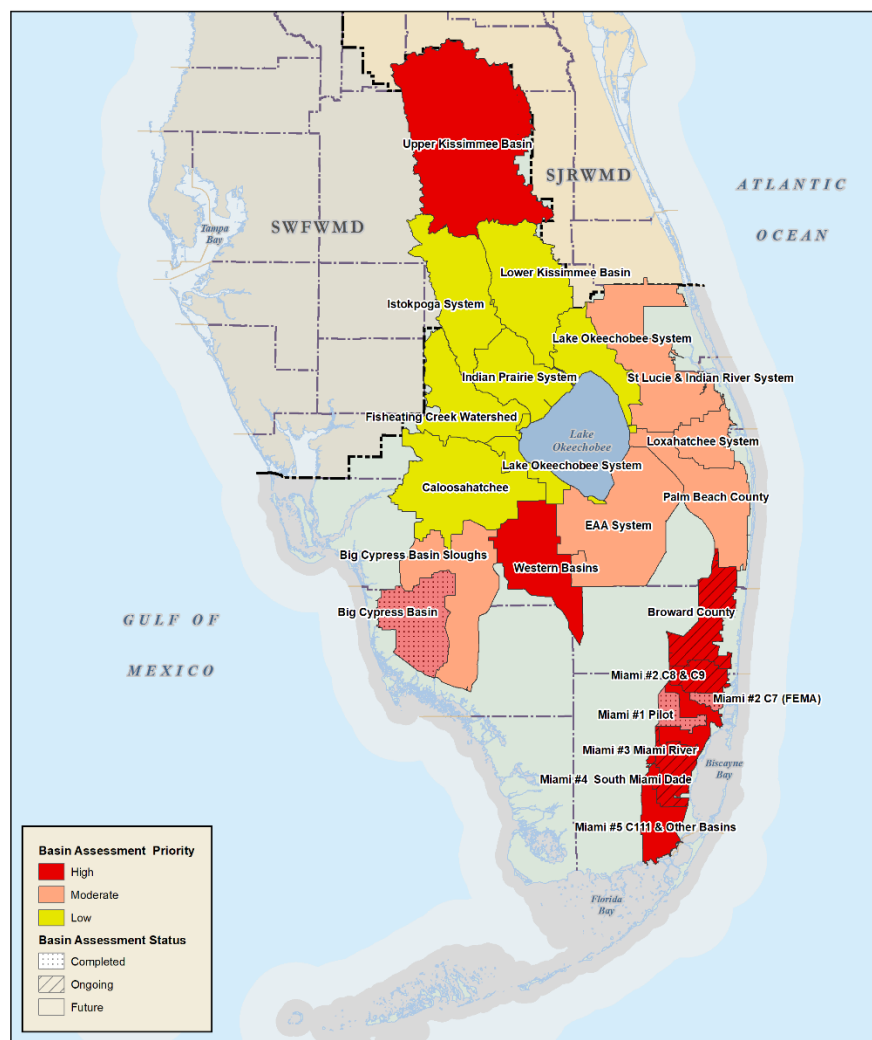 Upper Kissimmee Basin
SJRWMD
ATLANTIC
OCEAN
Tampa
Bay
SWFWMD
Lower Kissimmee Basin
Istokpoga System
Lake Okeechobee System
Indian Prairie System
St Lucie & Indian River System
Fisheating Creek Watershed
Lake
Okeechobee
Loxahatchee System
Lake Okeechobee System
Caloosahatchee
Palm Beach County
EAA System
Big Cypress Basin Sloughs
Western Basins
Big Cypress Basin
Broward County
GULF OF
MEXICO
Miami #2 C8 & C9
Miami #2 C7 (FEMA)
Miami #1 Pilot
Miami #3 Miami River
Biscayne
Bay
Miami #4 South Miami Dade
Miami #5 C111 & Other Basins
Florida
Bay
Basin Assessment Priority
High
Moderate
Low
Basin Assessment Status
Completed
Ongoing
Future